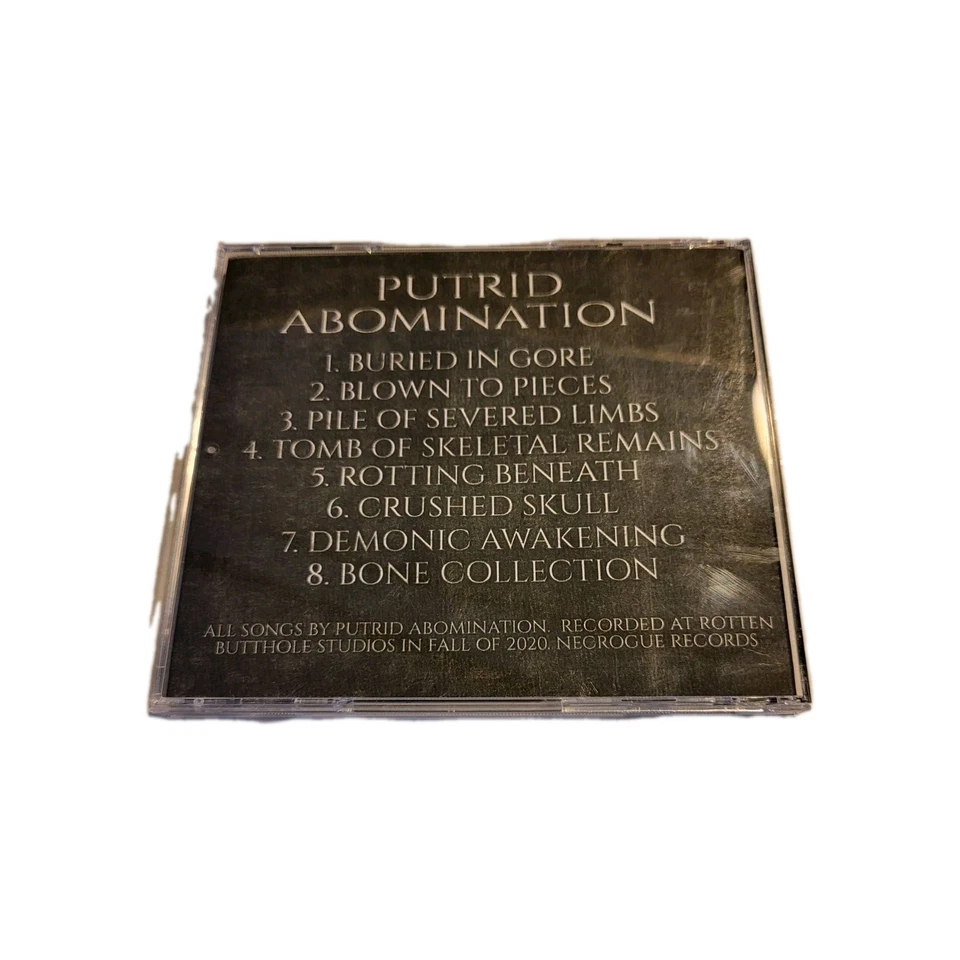 PUTRID
ABOMINATION
1. BURIED IN GORE
2. BLOWN TO PIECES
3. PILE OF SEVERED LIMBS
4. TOMB OF SKELETAL REMAINS
5. ROTTING BENEATH
6. CRUSHED SKULL
7. DEMONIC AWAKENING
8. BONE COLLECTION
ALL SONGS BY PUTRID ABOMINATION. RECORDED AT ROTTEN
BUTTHOLE STUDIOS IN FALL OF 2020. NECROGUE RECORDS